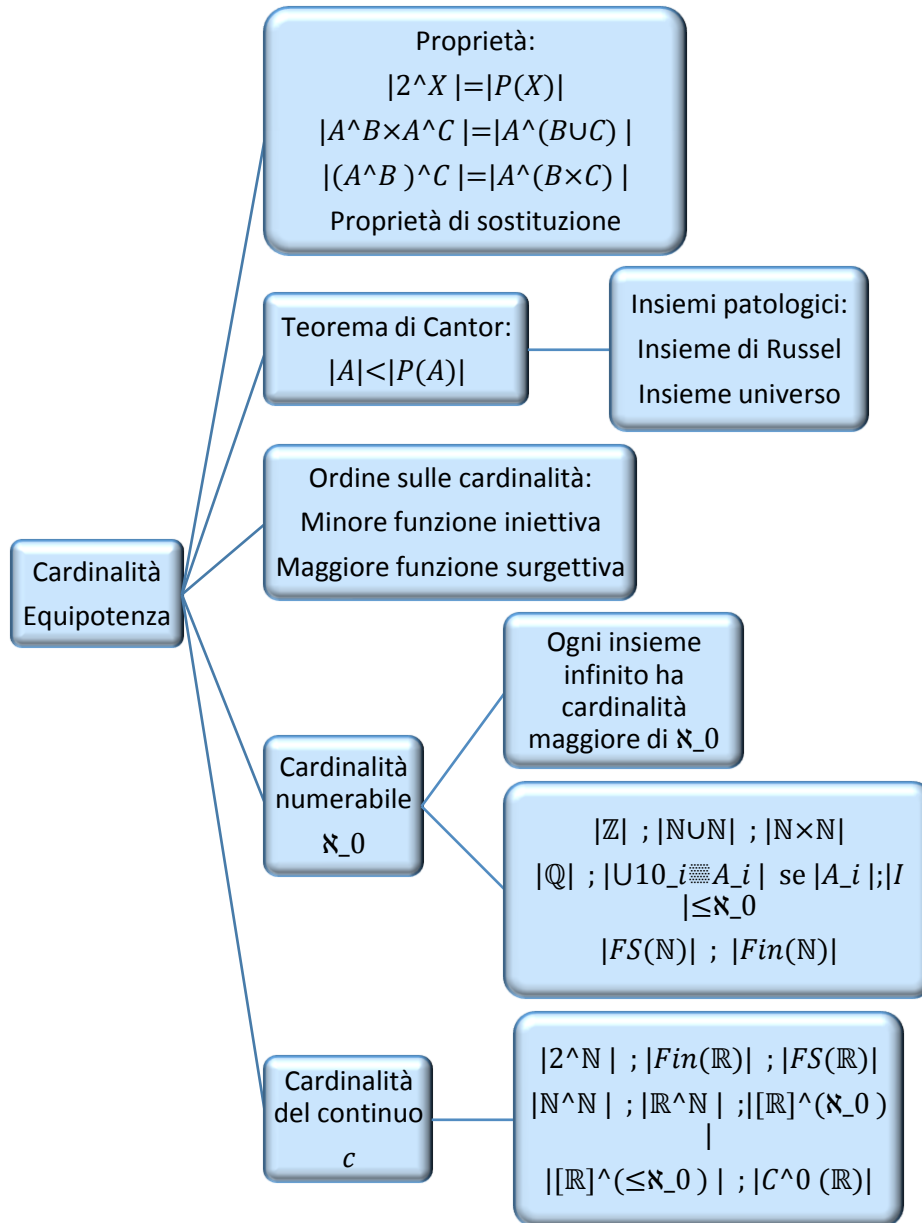 Proprietà:
|2^X |=|P(X)|
|A^B×A^C |=|A^(B∪C) |
|(A^B )^C |=|A^(B×C) |
Proprietà di sostituzione
Teorema di Cantor:
|A|<|P(A)|
Insiemi patologici:
Insieme di Russel
Insieme universo
Ordine sulle cardinalità:
Minore funzione iniettiva
Maggiore funzione surgettiva
Cardinalità
Equipotenza
Ogni insieme
infinito ha
cardinalità
maggiore di ℵ_0
Cardinalità
numerabile
ℵ_0
|ℤ| ; |ℕ∪ℕ| ; |ℕ×ℕ|
|ℚ| ; |⋃10_i▒A_i | se |A_i |;|I
|≤ℵ_0
|FS(ℕ)| ; |Fin(ℕ)|
Cardinalità
del continuo
c
|2^ℕ | ; |Fin(ℝ)| ; |FS(ℝ)|
|ℕ^ℕ | ; |ℝ^ℕ | ;|[ℝ]^(ℵ_0 )
|
|[ℝ]^(≤ℵ_0 ) | ; |C^0 (ℝ)|